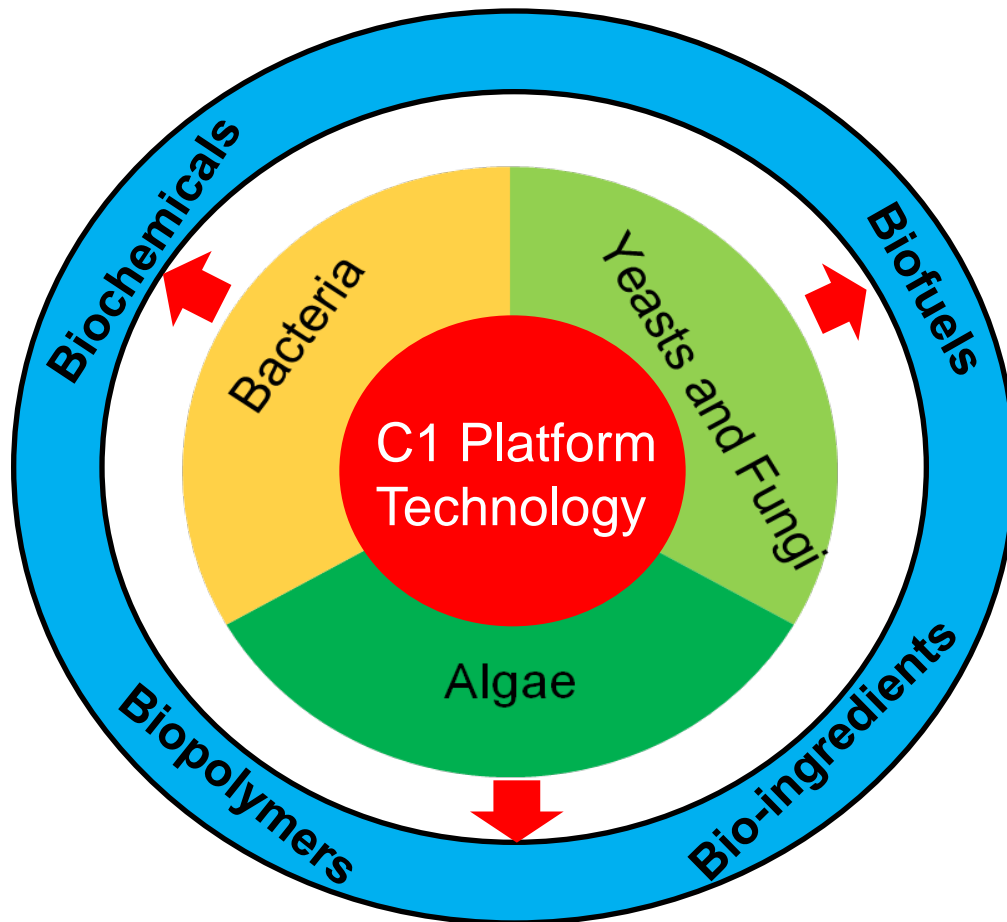 Biochemicals
Biofuels
Bacteria
Yeasts and Fungi
C1 Platform
Technology
Algae
Biopolymers
Bio-ingredients